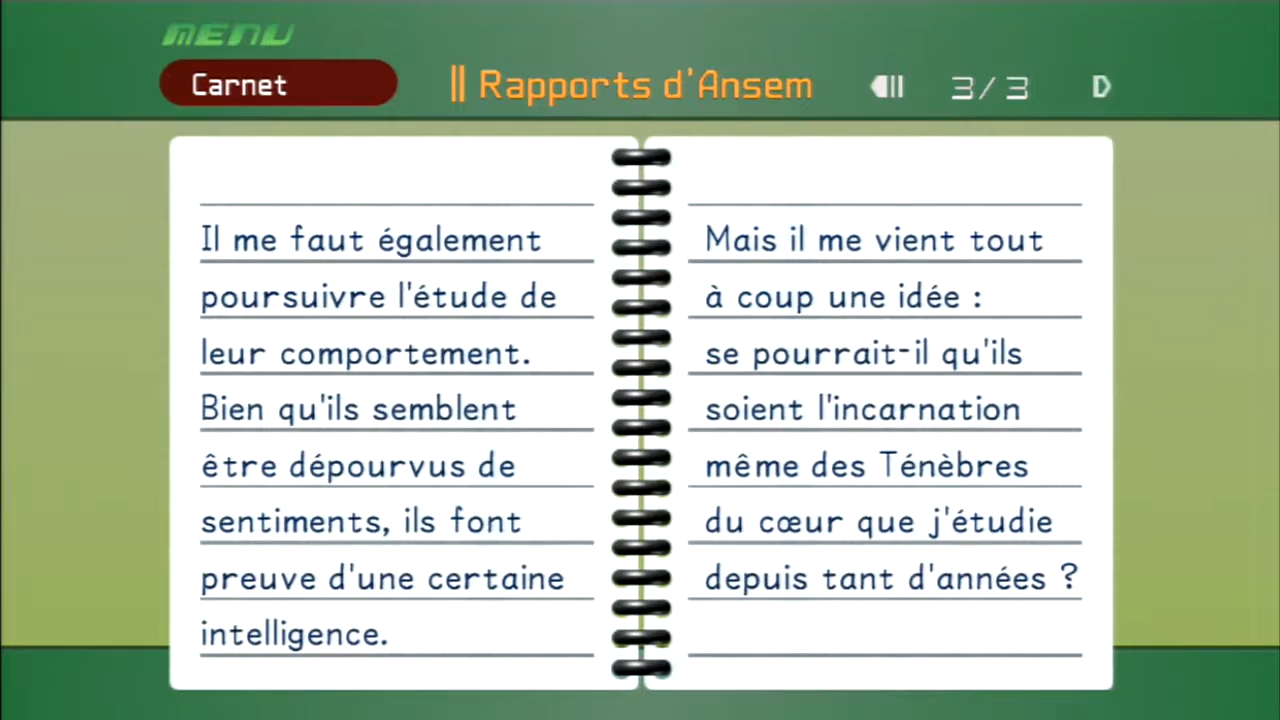 MENU
Carnet
Rapports d'Ansem
3/3
Il me faut également
poursuivre l'étude de
leur comportement.
Bien qu'ils semblent
être dépourvus de
sentiments, ils font
preuve d'une certaine
intelligence.
Mais il me vient tout
à coup une idée :
se pourrait-il qu'ils
soient l'incarnation
même des Ténèbres
du cœur que j'étudie
depuis tant d'années ?